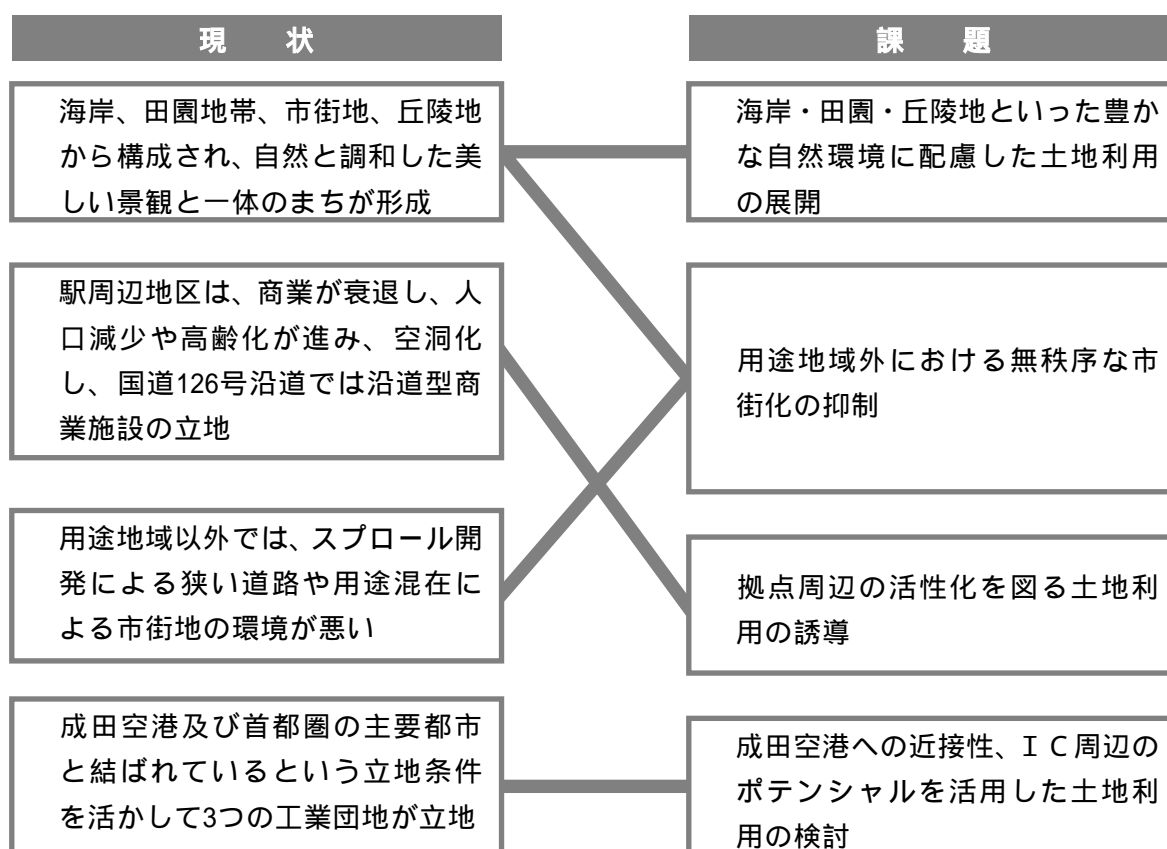 現 状
海岸、田園地帯、市街地、丘陵地
から構成され、自然と調和した美
しい景観と一体のまちが形成
駅周辺地区は、商業が衰退し、人
口減少や高齢化が進み、空洞化
し、国道126号沿道では沿道型商
業施設の立地
用途地域以外では、スプロール開
発による狭い道路や用途混在に
よる市街地の環境が悪い
成田空港及び首都圏の主要都市
と結ばれているという立地条件
を活かして3つの工業団地が立地
課 題
海岸・田園・丘陵地といった豊か
な自然環境に配慮した土地利用
の展開
用途地域外における無秩序な市
街化の抑制
拠点周辺の活性化を図る土地利
用の誘導
成田空港への近接性、ＩＣ周辺の
ポテンシャルを活用した土地利
用の検討